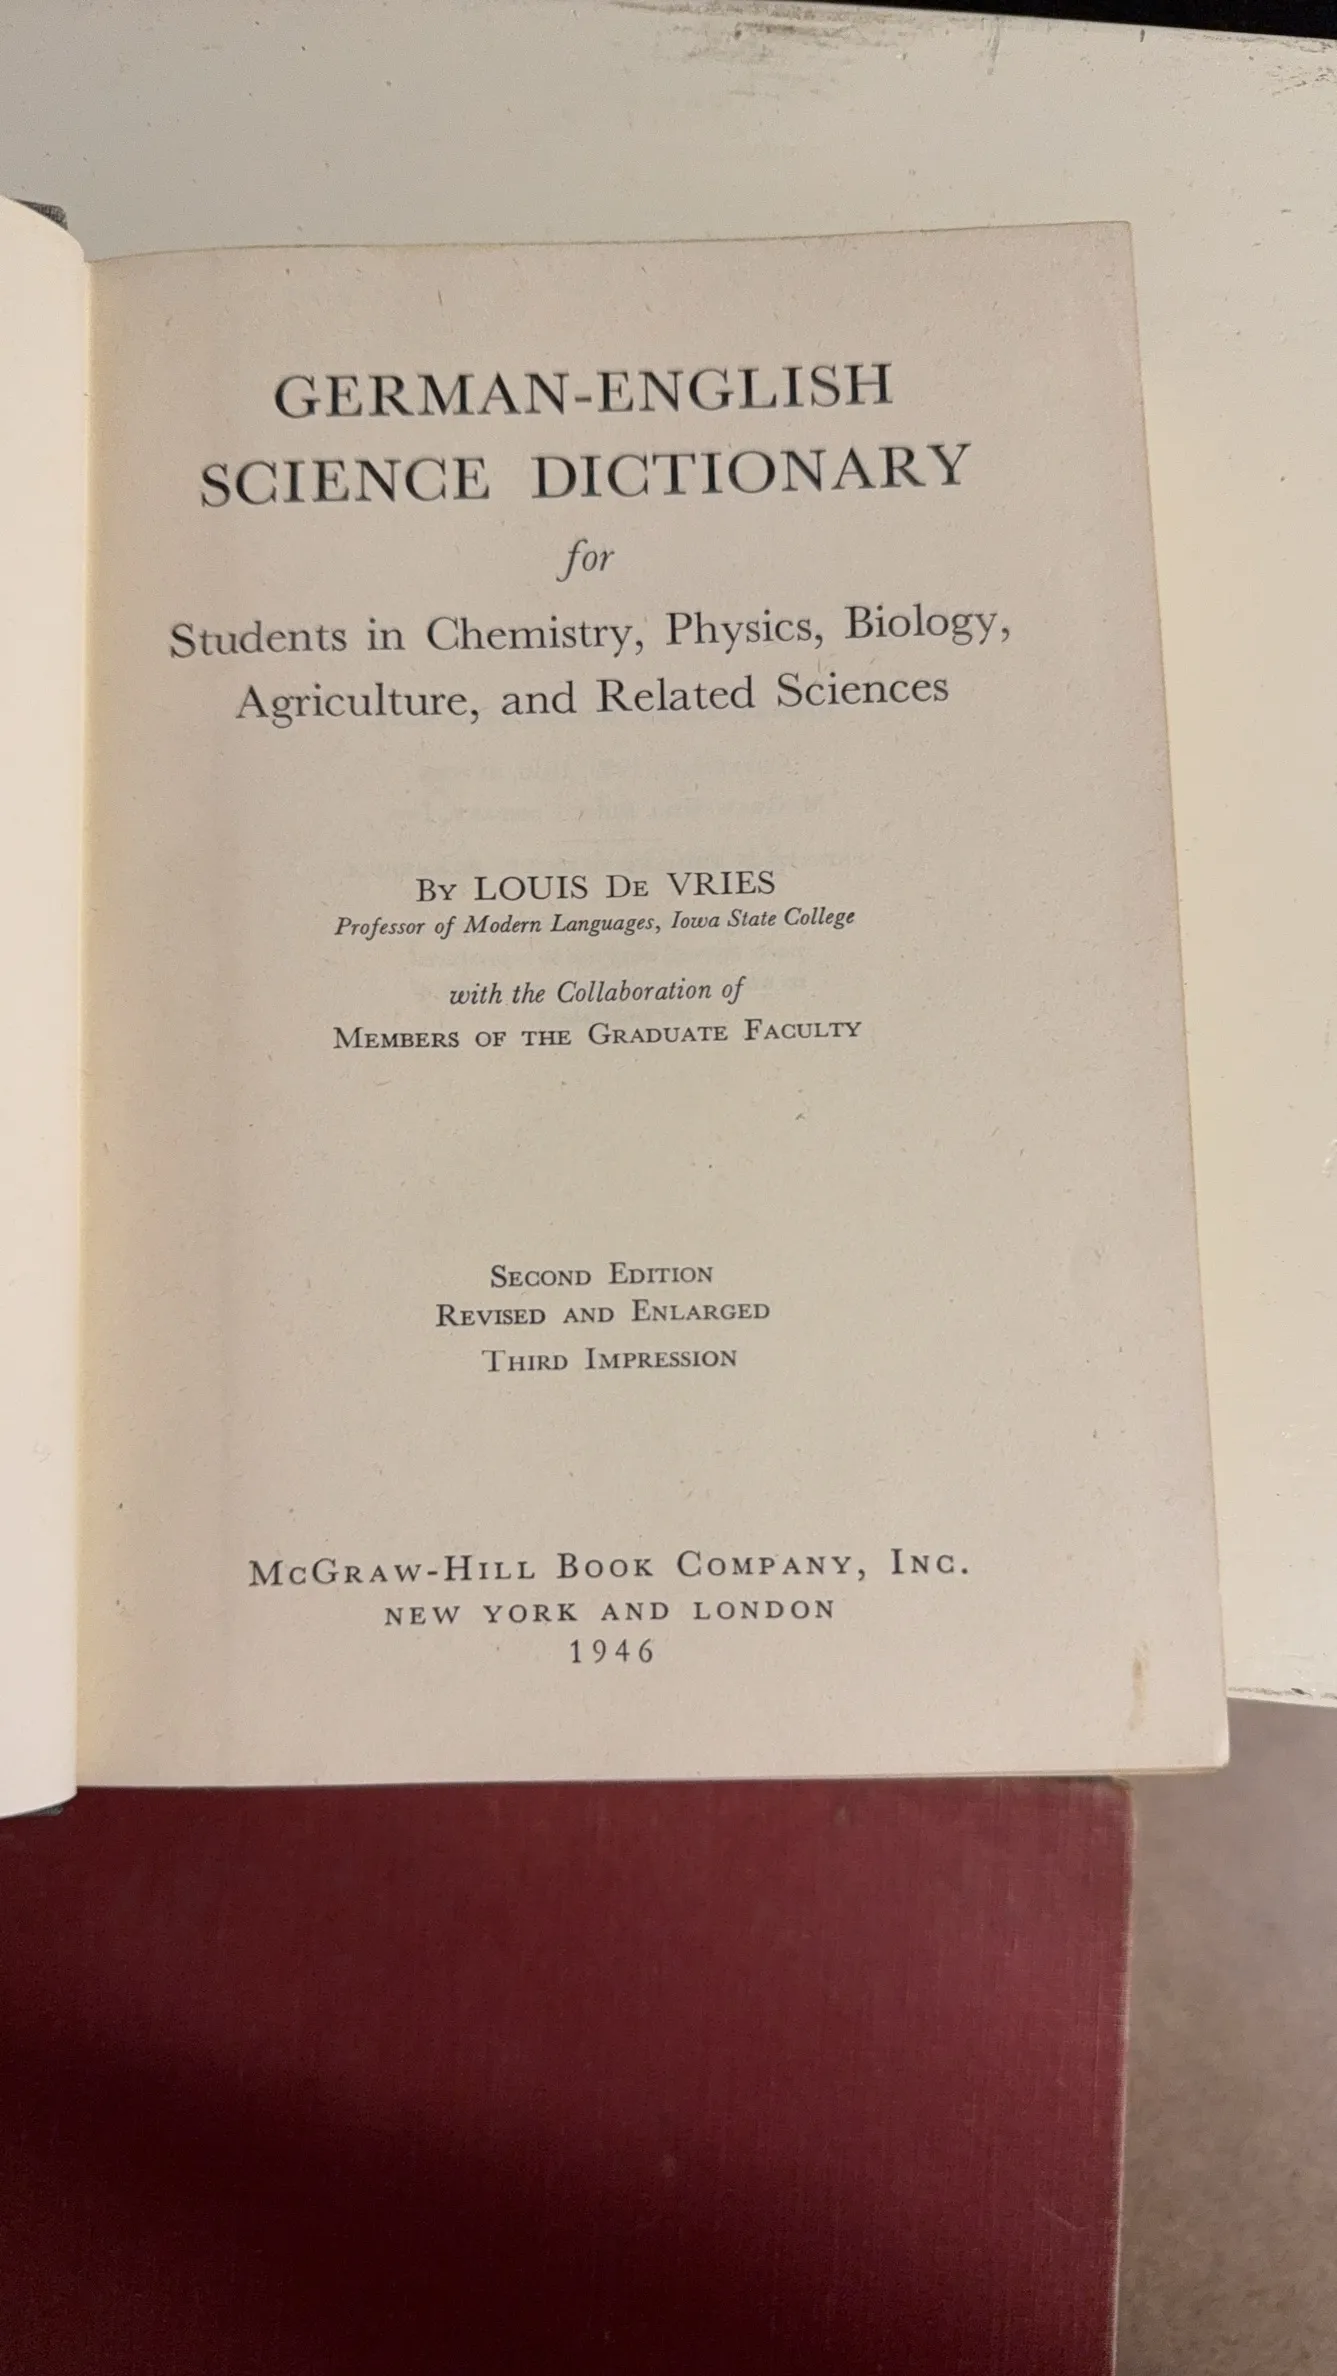 GERMAN-ENGLISH
SCIENCE DICTIONARY
for
Students in Chemistry, Physics, Biology,
Agriculture, and Related Sciences
By LOUIS De VRIES
Professor of Modern Languages, Iowa State College
with the Collaboration of
Members of the Graduate Faculty
Second Edition
Revised and Enlarged
Third Impression
McGraw-Hill Book Company, Inc.
NEW YORK AND LONDON
1946